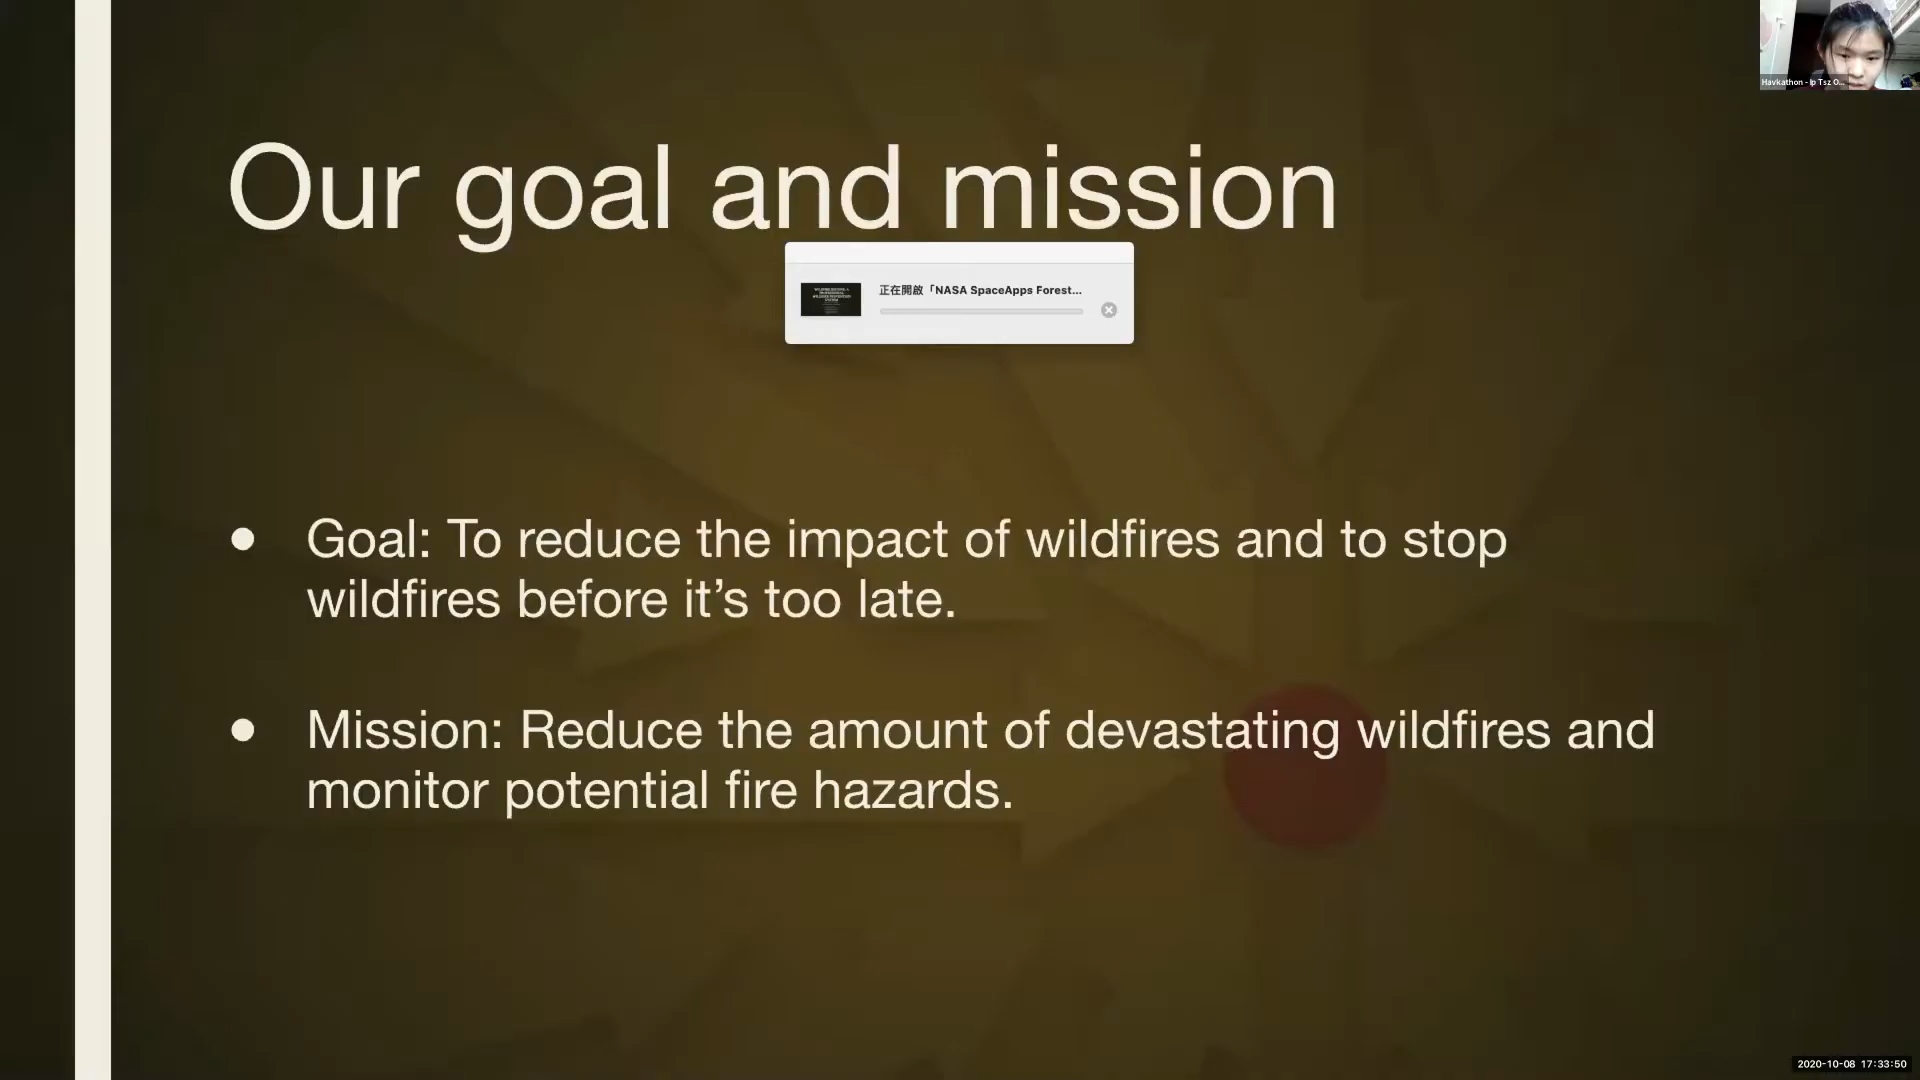 Havkathon - Ip Tsz O...
Our goal and mission
正在開啟「NASA SpaceApps Forest...
● Goal: To reduce the impact of wildfires and to stop
wildfires before it’s too late.
● Mission: Reduce the amount of devastating wildfires and
monitor potential fire hazards.
2020-10-08 17:33:50